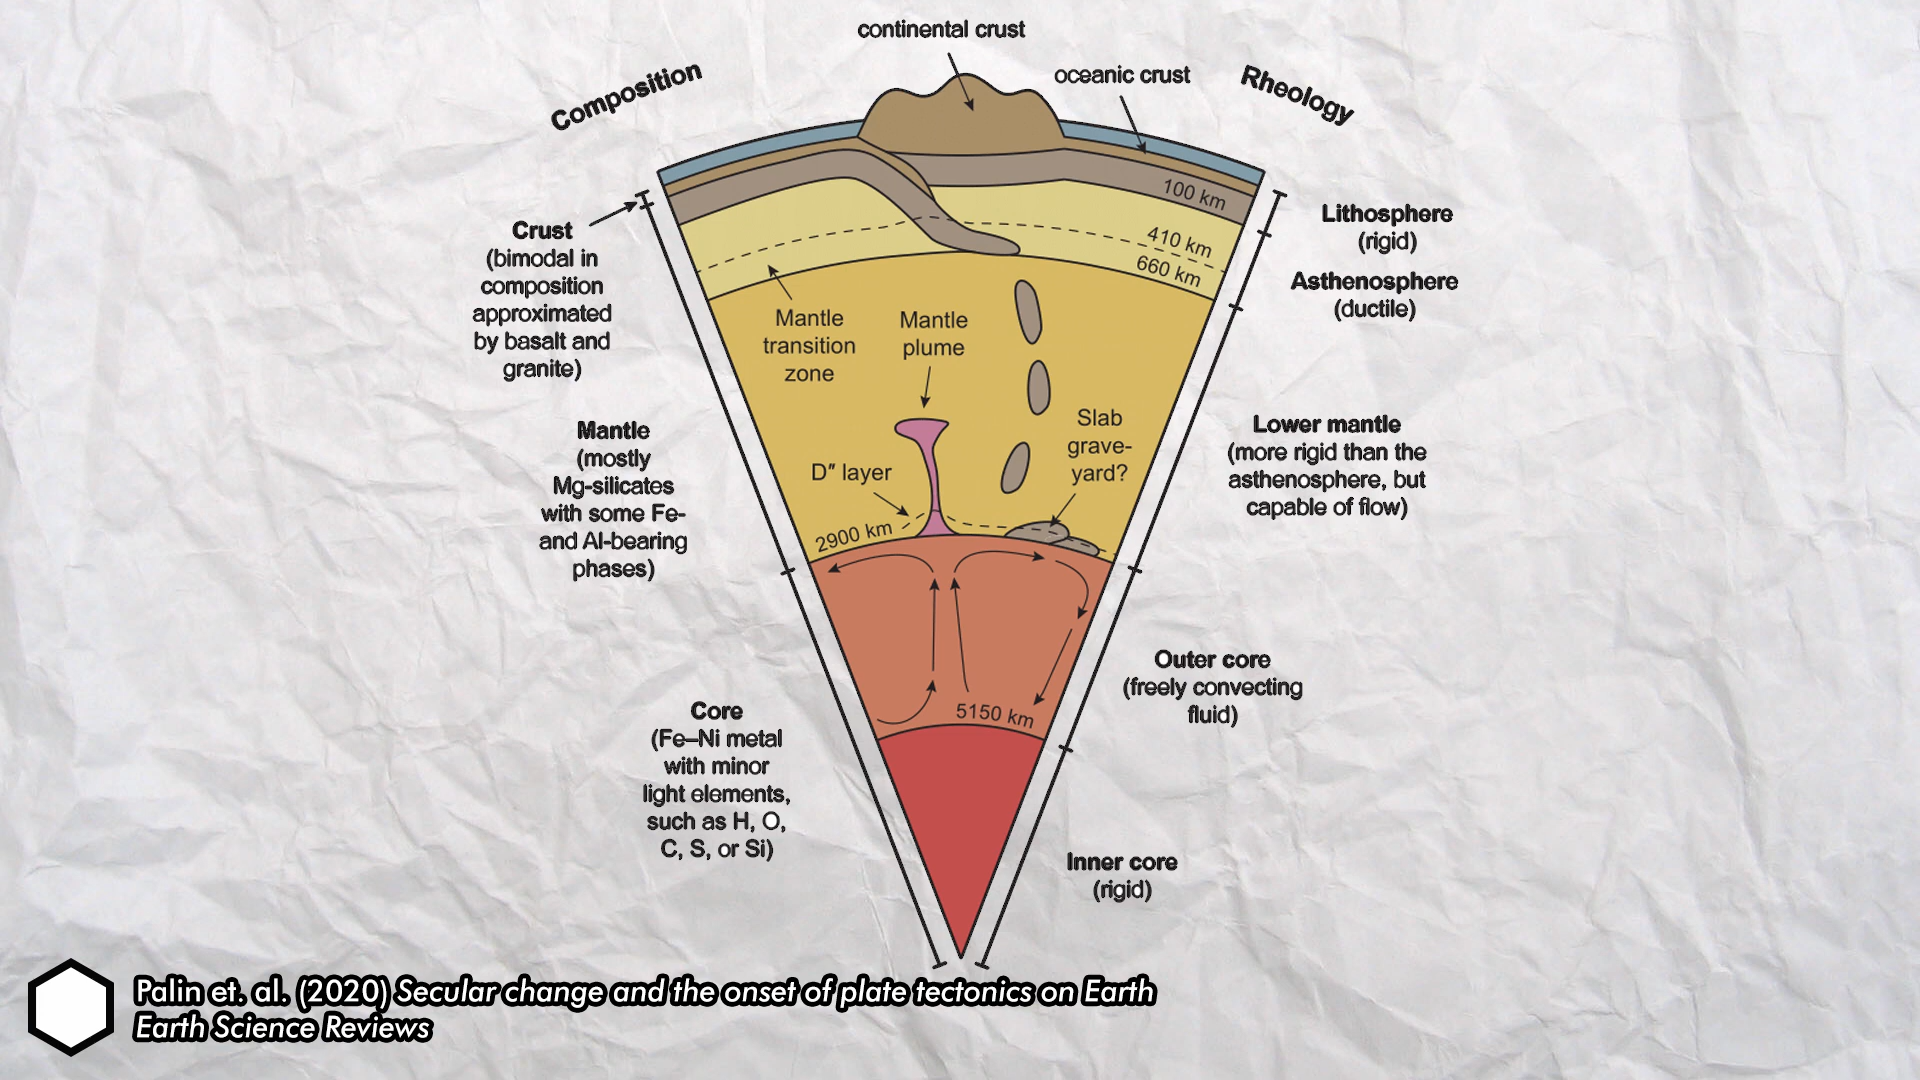 continental crust
oceanic crust
Composition
Rheology
100 km
410 km
660 km
Crust
(bimodal in
composition
approximated
by basalt and
granite)
Lithosphere
(rigid)
Asthenosphere
(ductile)
Mantle
transition
zone
Mantle
plume
Slab
grave-
yard?
D″ layer
2900 km
Mantle
(mostly
Mg-silicates
with some Fe-
and Al-bearing
phases)
Lower mantle
(more rigid than the
asthenosphere, but
capable of flow)
Outer core
(freely convecting
fluid)
5150 km
Core
(Fe–Ni metal
with minor
light elements,
such as H, O,
C, S, or Si)
Inner core
(rigid)
Palin et. al. (2020) Secular change and the onset of plate tectonics on Earth
Earth Science Reviews